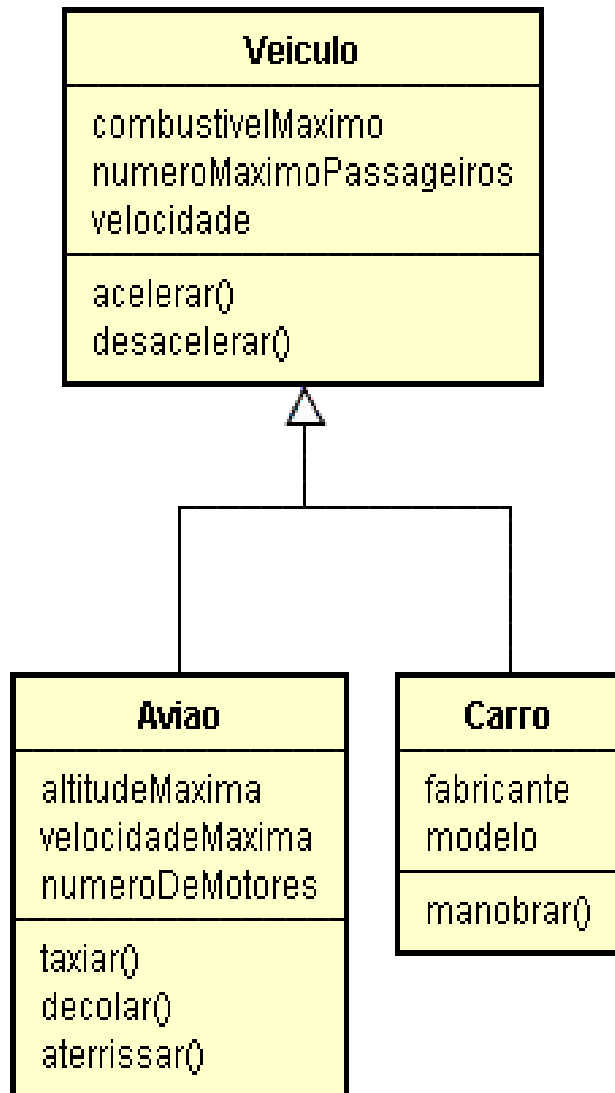 Veiculo
combustivelMaximo
numeroMaximoPassageiros
velocidade
acelerar()
desacelerar()
Aviao
altitudeMaxima
velocidadeMaxima
numeroDeMotores
taxiar()
decolar()
aterrissar()
Carro
fabricante
modelo
manobrar()